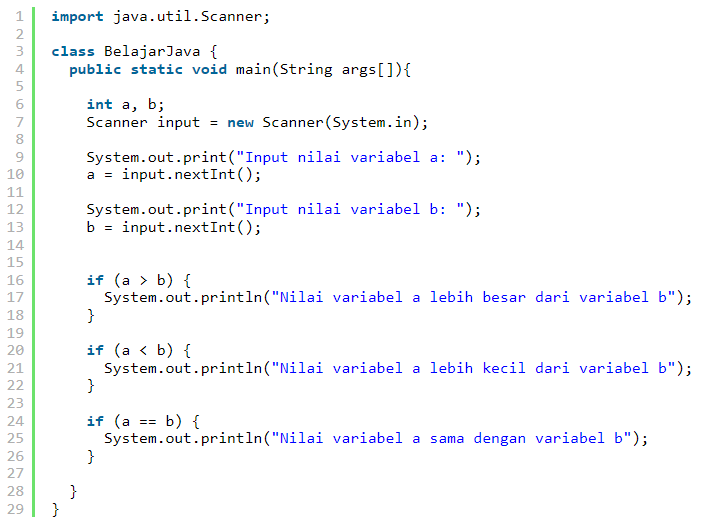 1 import java.util.Scanner;
2
3 class BelajarJava {
4   public static void main(String args[]){
5
6     int a, b;
7     Scanner input = new Scanner(System.in);
8
9     System.out.print("Input nilai variabel a: ");
10     a = input.nextInt();
11
12     System.out.print("Input nilai variabel b: ");
13     b = input.nextInt();
14
15
16     if (a > b) {
17       System.out.println("Nilai variabel a lebih besar dari variabel b");
18     }
19
20     if (a < b) {
21       System.out.println("Nilai variabel a lebih kecil dari variabel b");
22     }
23
24     if (a == b) {
25       System.out.println("Nilai variabel a sama dengan variabel b");
26     }
27
28   }
29 }